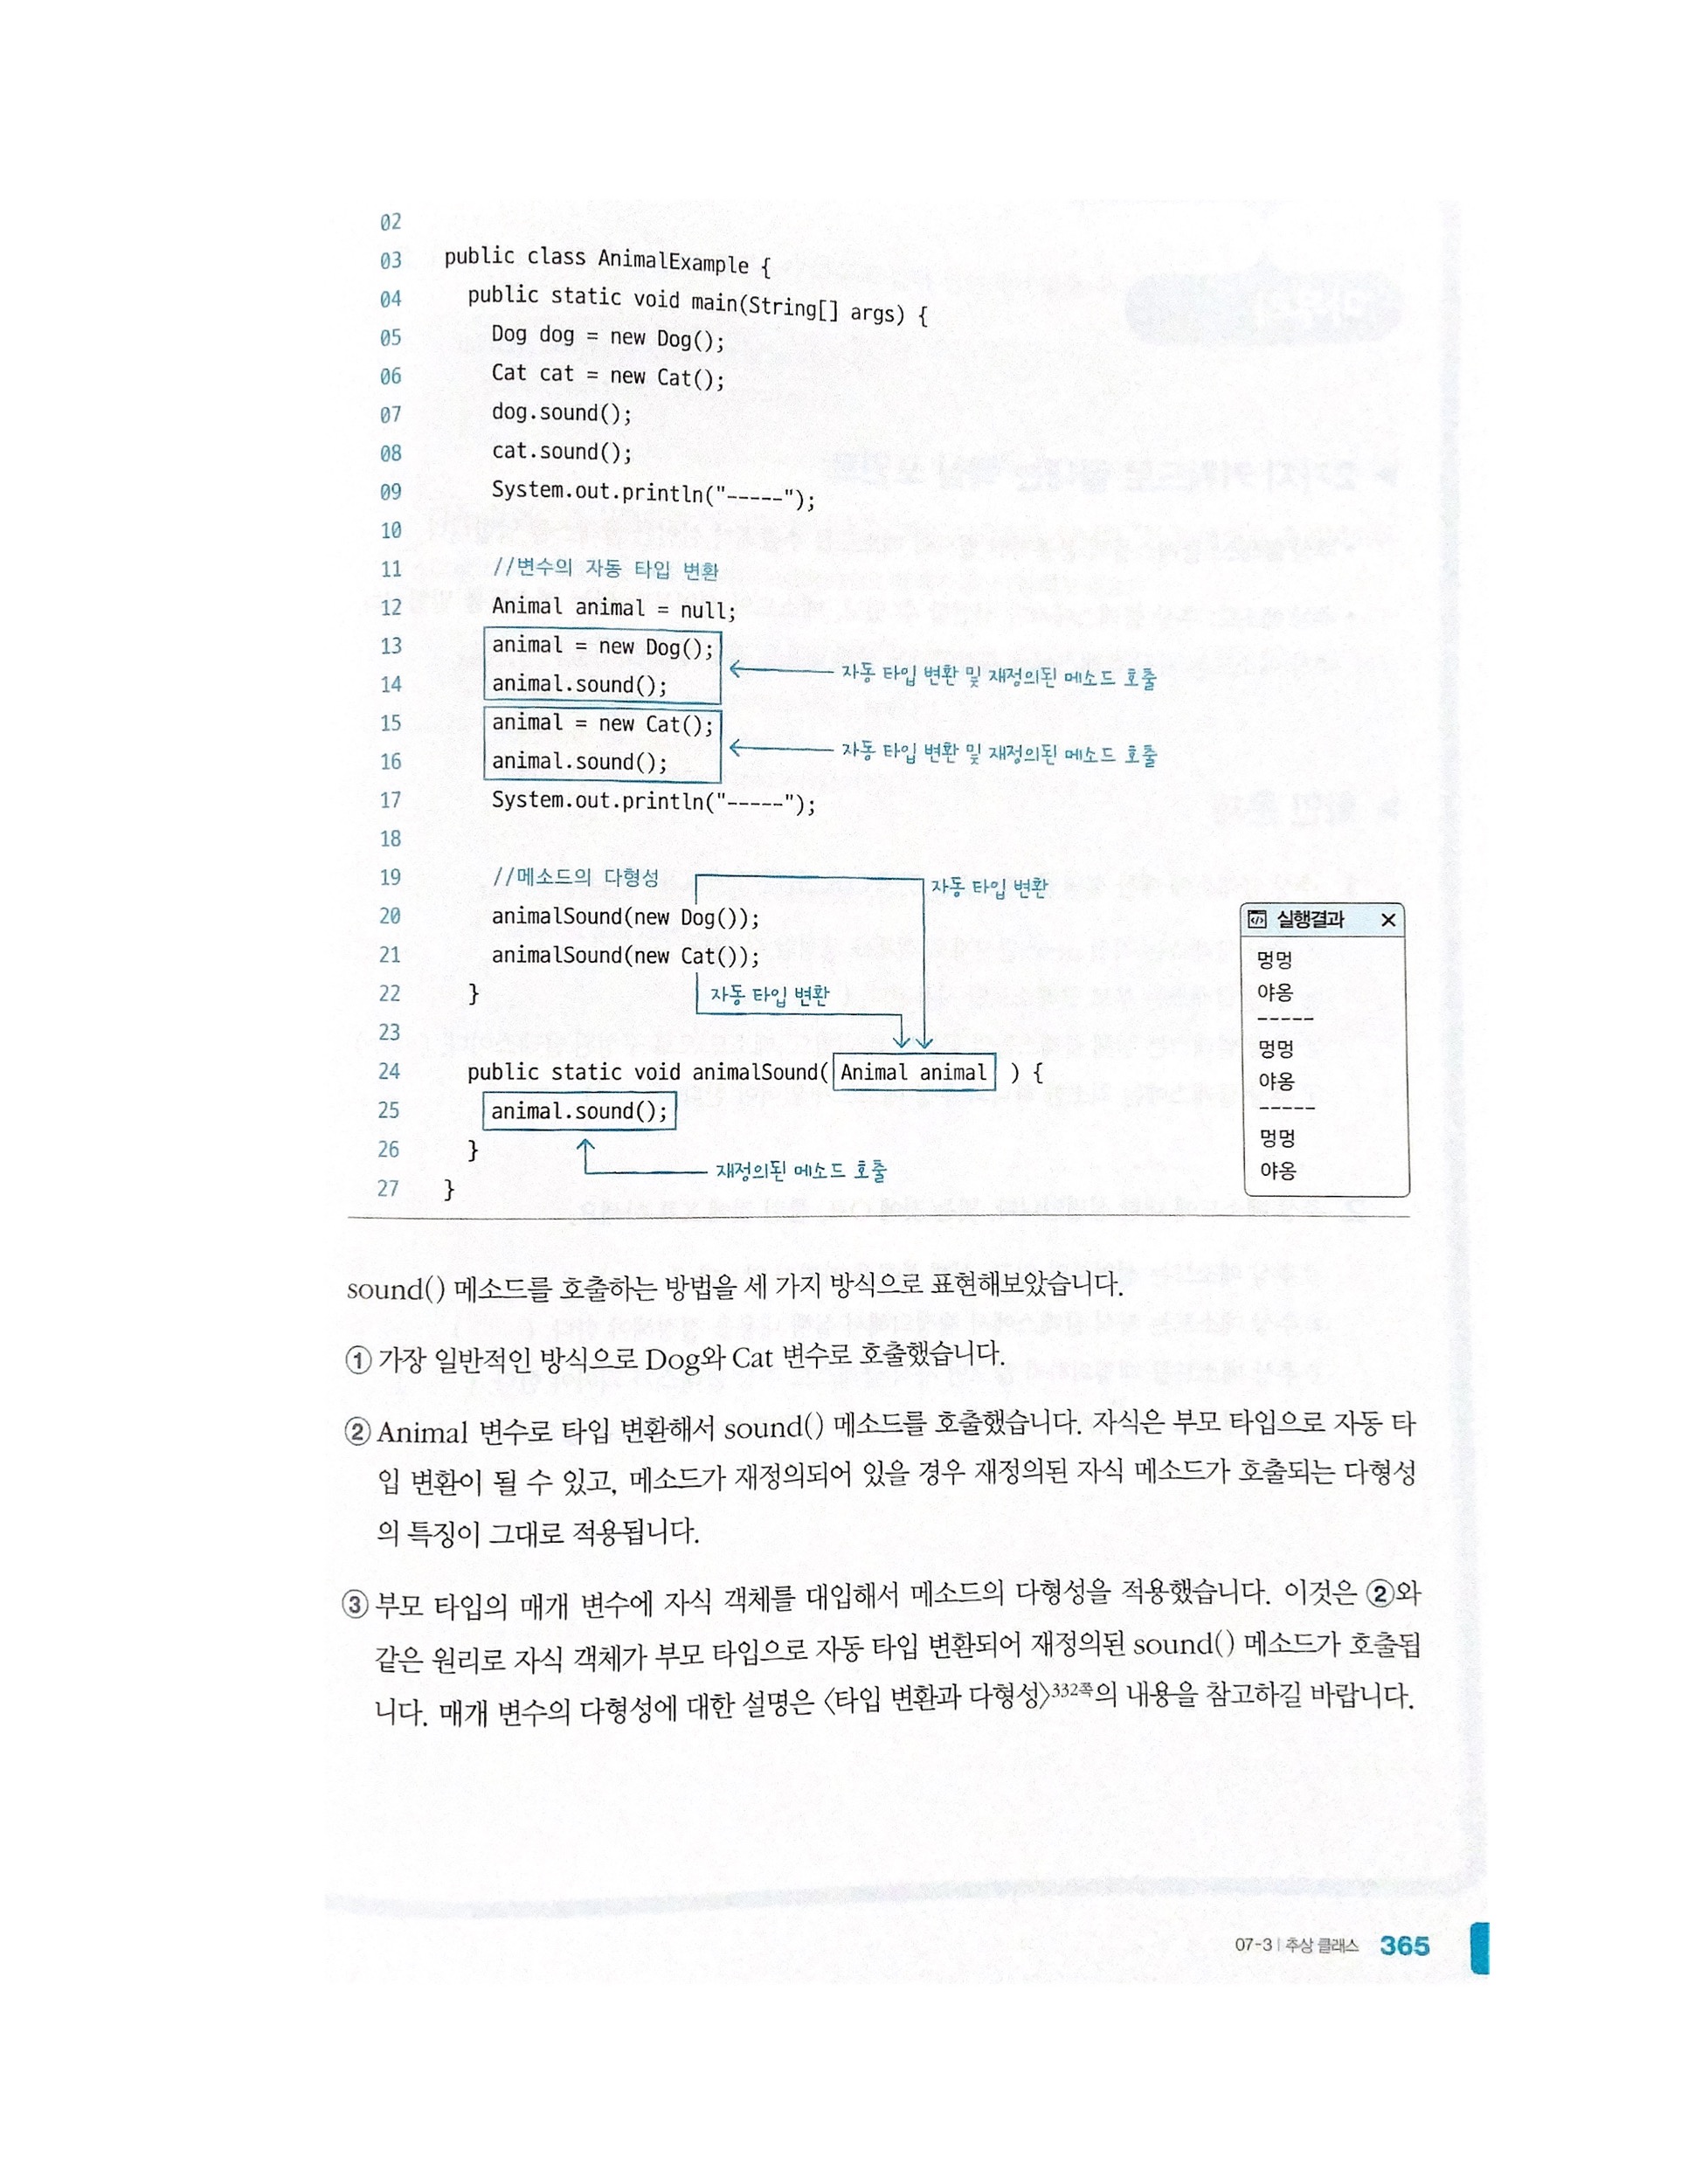 02
03 public class AnimalExample {
04 public static void main(String[] args) {
05 Dog dog = new Dog();
06 Cat cat = new Cat();
07 dog.sound();
08 cat.sound();
09 System.out.println("-----");
10
11 //변수의 자동 타입 변환
12 Animal animal = null;
13 animal = new Dog();
자동 타입 변환 및 재정의된 메소드 호출
14 animal.sound();
15 animal = new Cat();
자동 타입 변환 및 재정의된 메소드 호출
16 animal.sound();
17 System.out.println("-----");
18
19 //메소드의 다형성
자동 타입 변환
20 animalSound(new Dog());
21 animalSound(new Cat());
22 }
자동 타입 변환
23
24 public static void animalSound( Animal animal ) {
25 animal.sound();
26 }
재정의된 메소드 호출
27 }
실행결과 ×
멍멍
야옹
-----
멍멍
야옹
-----
멍멍
야옹
sound() 메소드를 호출하는 방법을 세 가지 방식으로 표현해보았습니다.
① 가장 일반적인 방식으로 Dog와 Cat 변수로 호출했습니다.
② Animal 변수로 타입 변환해서 sound() 메소드를 호출했습니다. 자식은 부모 타입으로 자동 타
입 변환이 될 수 있고, 메소드가 재정의되어 있을 경우 재정의된 자식 메소드가 호출되는 다형성
의 특징이 그대로 적용됩니다.
③ 부모 타입의 매개 변수에 자식 객체를 대입해서 메소드의 다형성을 적용했습니다. 이것은 ②와
같은 원리로 자식 객체가 부모 타입으로 자동 타입 변환되어 재정의된 sound() 메소드가 호출됩
니다. 매개 변수의 다형성에 대한 설명은 〈타입 변환과 다형성〉332쪽의 내용을 참고하길 바랍니다.
07-3 | 추상 클래스 365